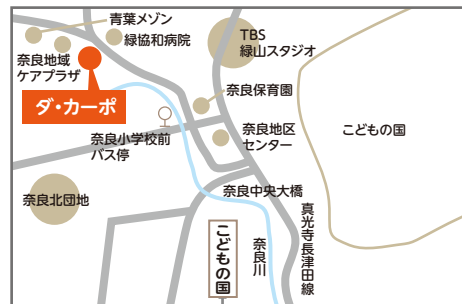 青葉メゾン
緑協和病院
TBS
緑山スタジオ
奈良地域
ケアプラザ
ダ・カーポ
奈良保育園
奈良小学校前
バス停
奈良地区
センター
こどもの国
奈良中央大橋
奈良北団地
こどもの国
奈良川
真光寺長津田線